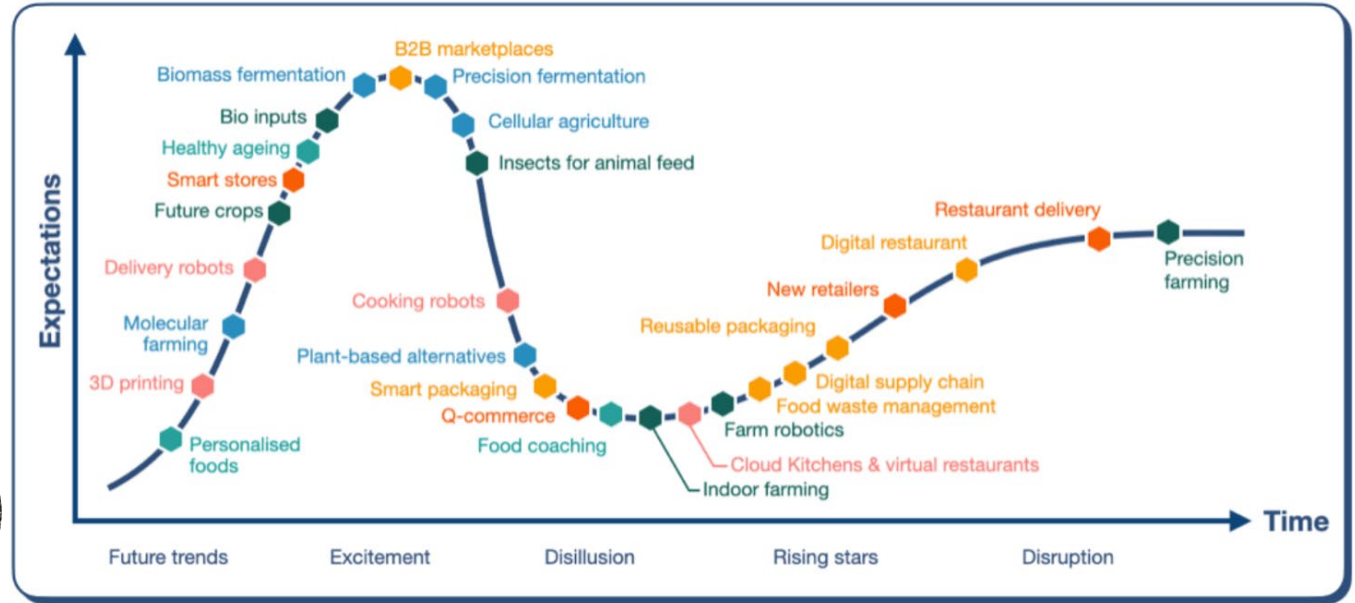 B2B marketplaces
Biomass fermentation
Precision fermentation
Bio inputs
Cellular agriculture
Healthy ageing
Insects for animal feed
Smart stores
Future crops
Restaurant delivery
Digital restaurant
Precision
farming
Delivery robots
New retailers
Cooking robots
Molecular
farming
Reusable packaging
Plant-based alternatives
3D printing
Smart packaging
Digital supply chain
Food waste management
Q-commerce
Farm robotics
Personalised
foods
Food coaching
Cloud Kitchens & virtual restaurants
Indoor farming
Expectations
Time
Future trends
Excitement
Disillusion
Rising stars
Disruption